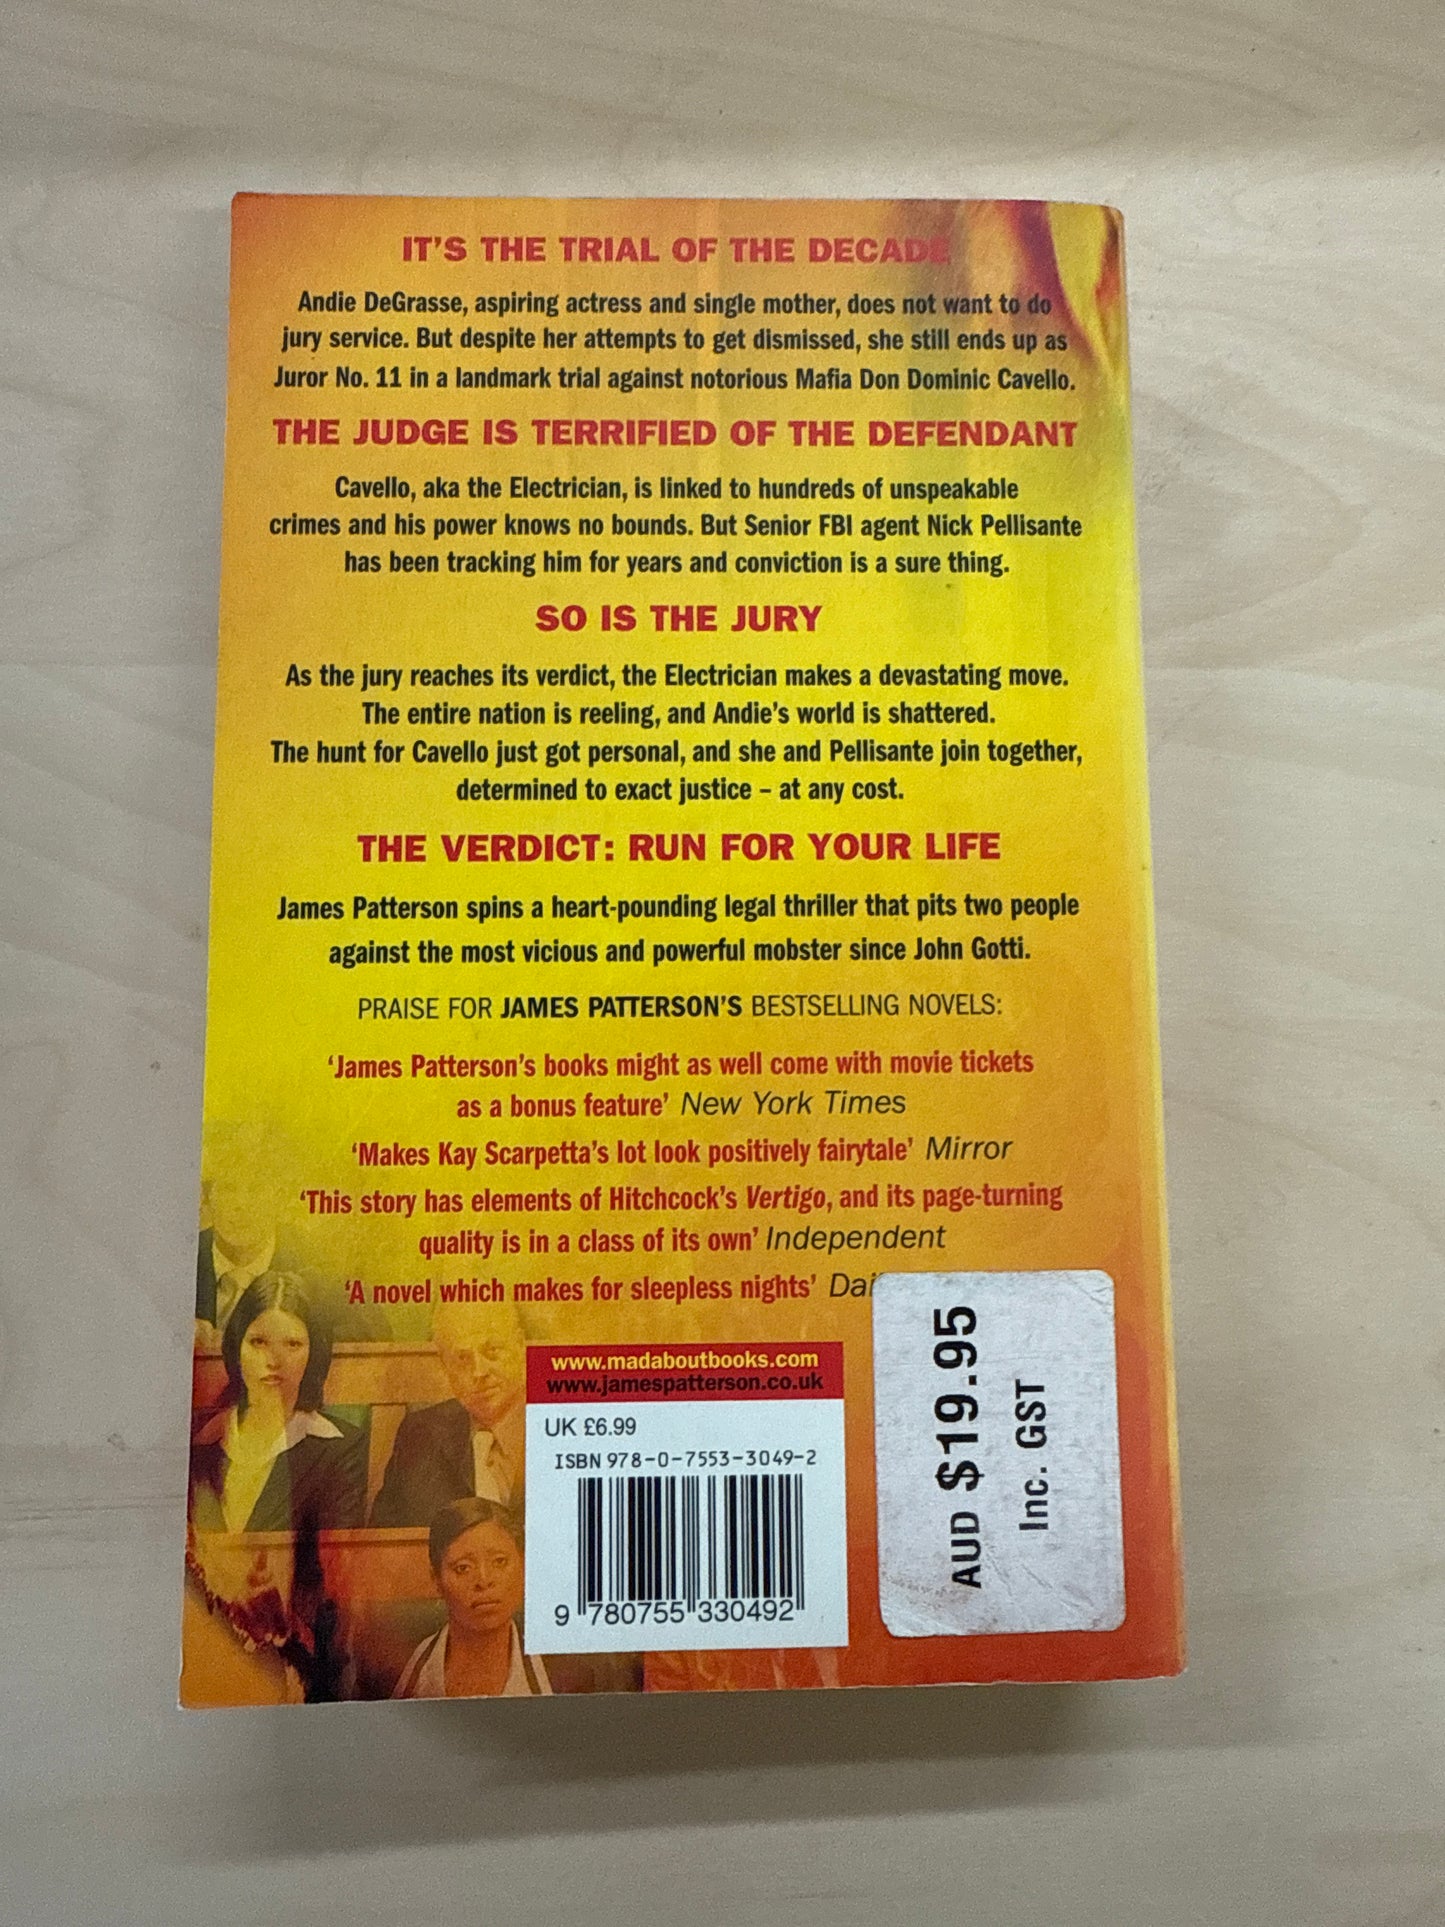 IT'S THE TRIAL OF THE DECADE
Andie DeGrasse, aspiring actress and single mother, does not want to do
jury service. But despite her attempts to get dismissed, she still ends up as
Juror No. 11 in a landmark trial against notorious Mafia Don Dominic Cavello.
THE JUDGE IS TERRIFIED OF THE DEFENDANT
Cavello, aka the Electrician, is linked to hundreds of unspeakable
crimes and his power knows no bounds. But Senior FBI agent Nick Pellisante
has been tracking him for years and conviction is a sure thing.
SO IS THE JURY
As the jury reaches its verdict, the Electrician makes a devastating move.
The entire nation is reeling, and Andie's world is shattered.
The hunt for Cavello just got personal, and she and Pellisante join together,
determined to exact justice – at any cost.
THE VERDICT: RUN FOR YOUR LIFE
James Patterson spins a heart-pounding legal thriller that pits two people
against the most vicious and powerful mobster since John Gotti.
PRAISE FOR JAMES PATTERSON'S BESTSELLING NOVELS:
'James Patterson's books might as well come with movie tickets
as a bonus feature' New York Times
'Makes Kay Scarpetta's lot look positively fairytale' Mirror
'This story has elements of Hitchcock's Vertigo, and its page-turning
quality is in a class of its own' Independent
'A novel which makes for sleepless nights'
www.madaboutbooks.com
www.jamespatterson.co.uk
UK £6.99
ISBN 978-0-7553-3049-2
9 780755 330492
AUD $19.95
Inc. GST